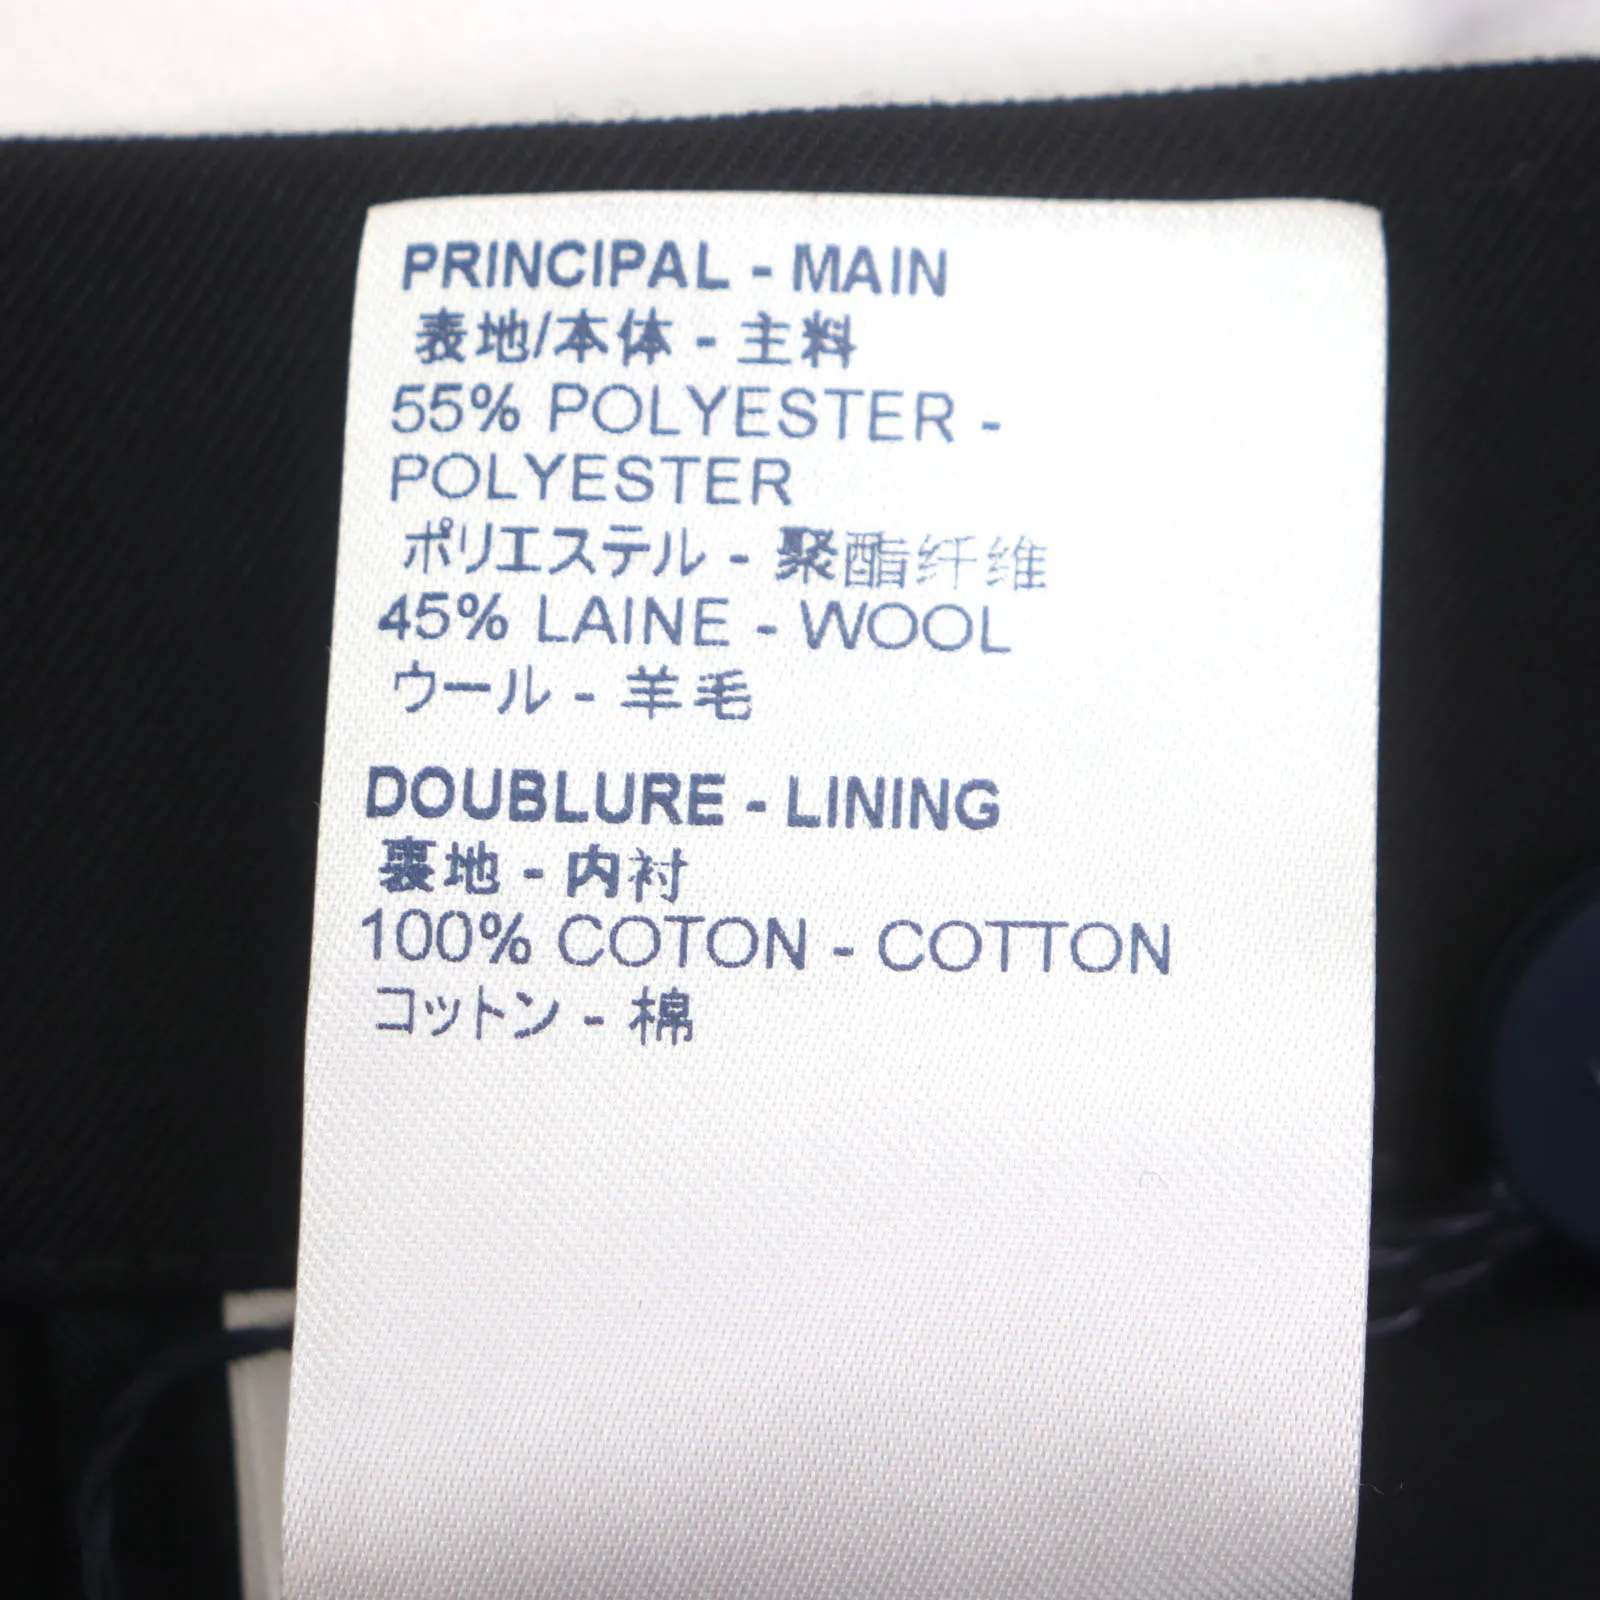 PRINCIPAL - MAIN
表地/本体 - 主料
55% POLYESTER -
POLYESTER
ポリエステル - 聚酯纤维
45% LAINE - WOOL
ウール - 羊毛
DOUBLURE - LINING
裏地 - 内衬
100% COTON - COTTON
コットン - 棉